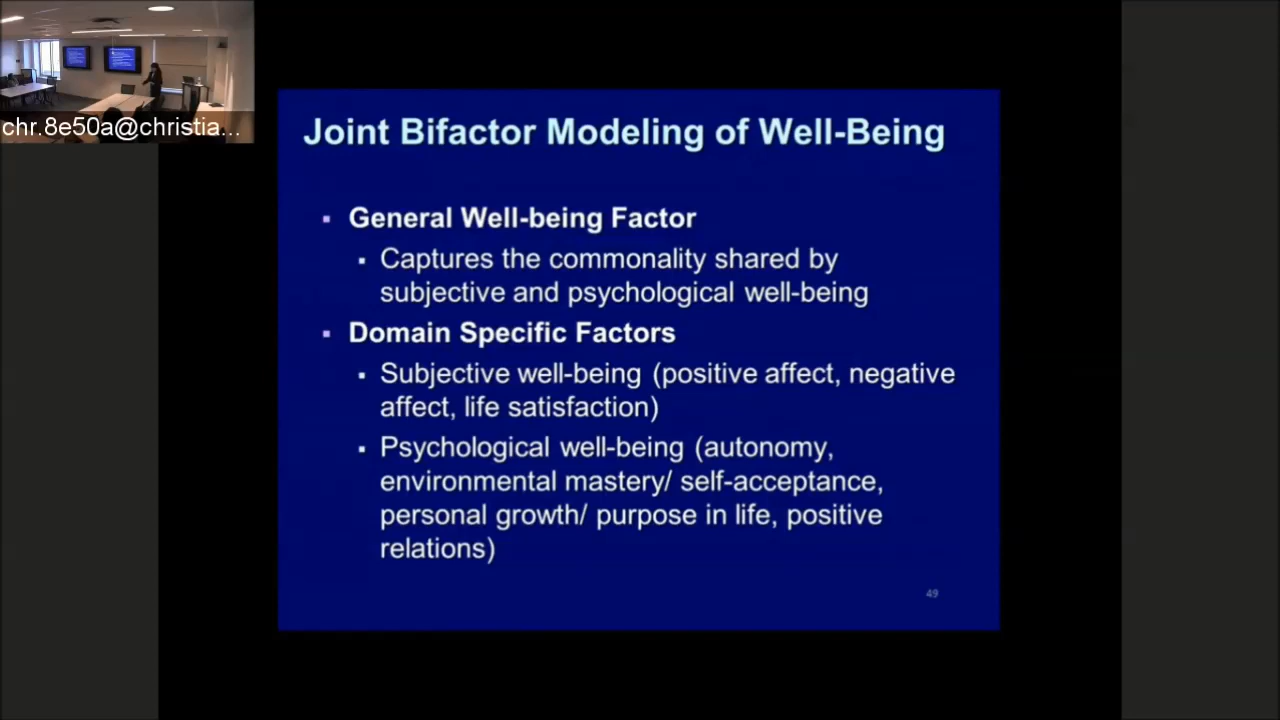 chr.8e50a@christia...
Joint Bifactor Modeling of Well-Being
▪ General Well-being Factor
▪ Captures the commonality shared by
subjective and psychological well-being
▪ Domain Specific Factors
▪ Subjective well-being (positive affect, negative
affect, life satisfaction)
▪ Psychological well-being (autonomy,
environmental mastery/ self-acceptance,
personal growth/ purpose in life, positive
relations)
49